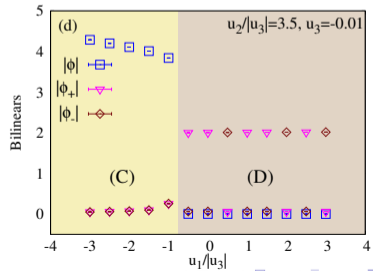 (d)
u₂/|u₃|=3.5, u₃=-0.01
|ϕ|
|ϕ₊|
|ϕ₋|
Bilinears
5
4
3
2
1
0
(C)
(D)
-4 -3 -2 -1 0 1 2 3 4
u₁/|u₃|